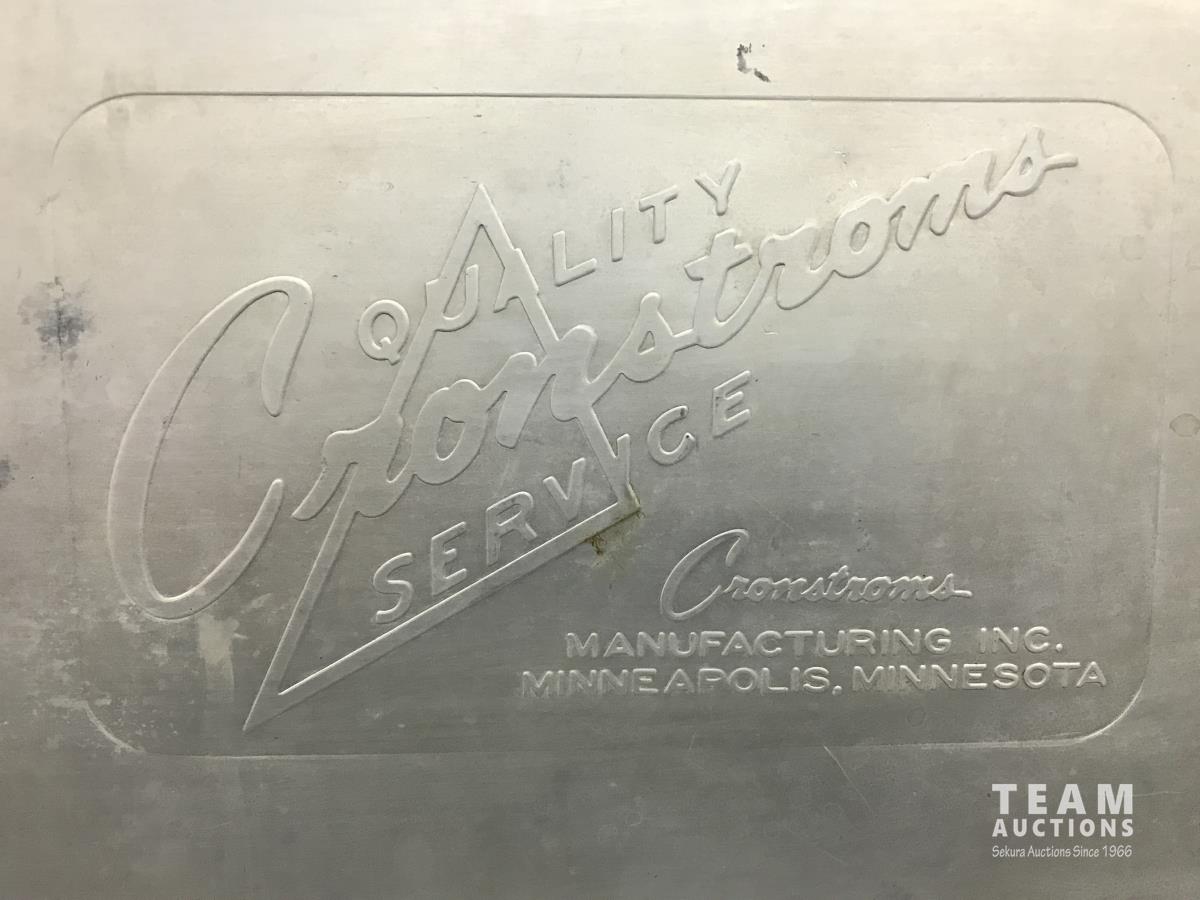 QUALITY
Cronstroms
SERVICE
Cronstroms
MANUFACTURING INC.
MINNEAPOLIS, MINNESOTA
TEAM
AUCTIONS
Sekura Auctions Since 1966